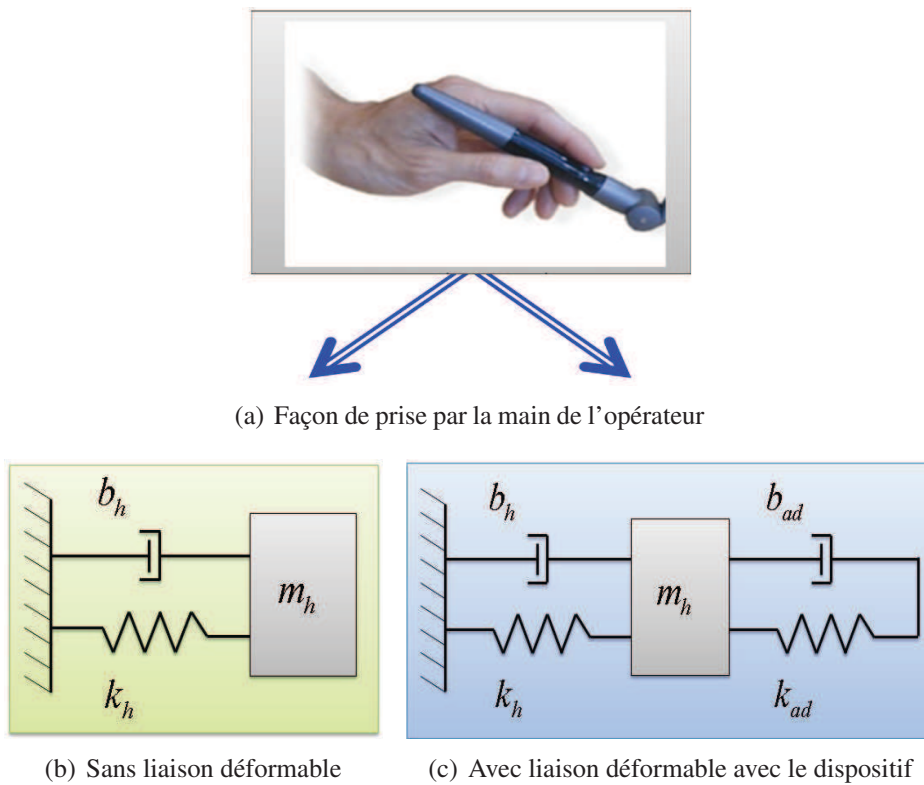 (a) Façon de prise par la main de l'opérateur
b_h
m_h
k_h
b_h
b_ad
m_h
k_h
k_ad
(b) Sans liaison déformable
(c) Avec liaison déformable avec le dispositif